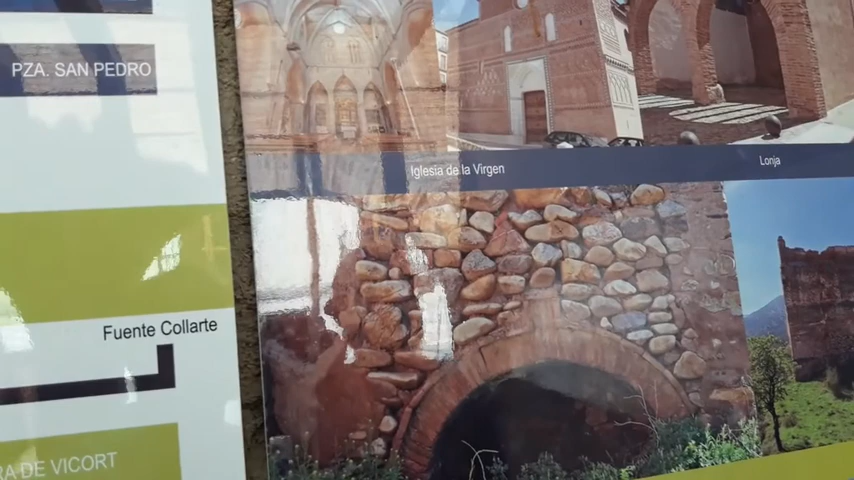 PZA. SAN PEDRO
Iglesia de la Virgen
Lonja
Fuente Collarte
RA DE VICORT